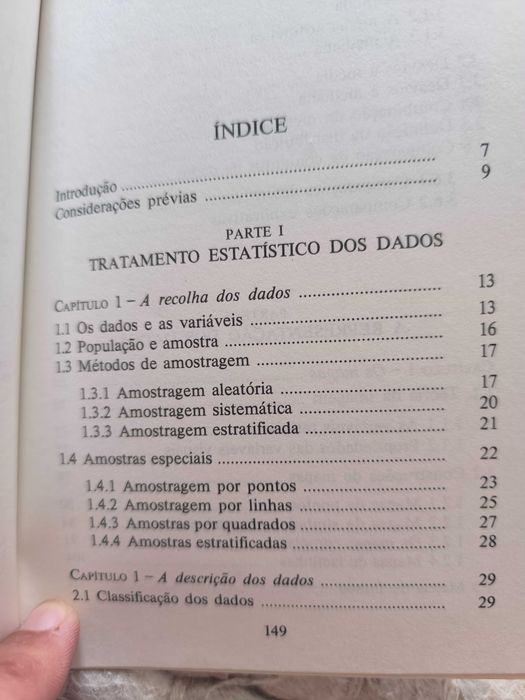 ÍNDICE
Introdução ........ 7
Considerações prévias ........ 9
PARTE I
TRATAMENTO ESTATÍSTICO DOS DADOS
CAPÍTULO 1 – A recolha dos dados ........ 13
1.1 Os dados e as variáveis ........ 13
1.2 População e amostra ........ 16
1.3 Métodos de amostragem ........ 17
1.3.1 Amostragem aleatória ........ 17
1.3.2 Amostragem sistemática ........ 20
1.3.3 Amostragem estratificada ........ 21
1.4 Amostras especiais ........ 22
1.4.1 Amostragem por pontos ........ 23
1.4.2 Amostragem por linhas ........ 25
1.4.3 Amostras por quadrados ........ 27
1.4.4 Amostras estratificadas ........ 28
CAPÍTULO 1 – A descrição dos dados ........ 29
2.1 Classificação dos dados ........ 29
149